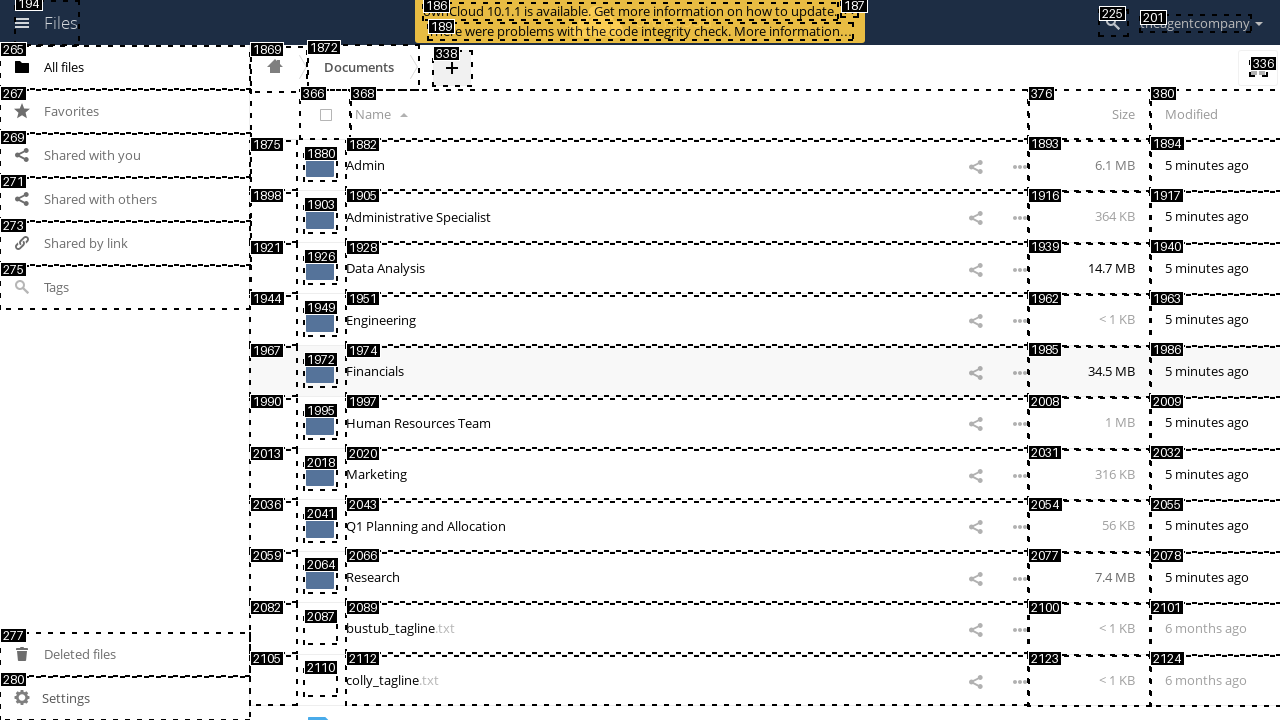 194
Files
186
ownCloud 10.1.1 is available. Get more information on how to update.
187
189
There were problems with the code integrity check. More information…
225
201
theagentcompany
265
All files
267
Favorites
269
Shared with you
271
Shared with others
273
Shared by link
275
Tags
277
Deleted files
280
Settings
1869
1872
Documents
338
+
336
366
368
Name
376
Size
380
Modified
1875
1880
1882
Admin
1893
6.1 MB
1894
5 minutes ago
1898
1903
1905
Administrative Specialist
1916
364 KB
1917
5 minutes ago
1921
1926
1928
Data Analysis
1939
14.7 MB
1940
5 minutes ago
1944
1949
1951
Engineering
1962
< 1 KB
1963
5 minutes ago
1967
1972
1974
Financials
1985
34.5 MB
1986
5 minutes ago
1990
1995
1997
Human Resources Team
2008
1 MB
2009
5 minutes ago
2013
2018
2020
Marketing
2031
316 KB
2032
5 minutes ago
2036
2041
2043
Q1 Planning and Allocation
2054
56 KB
2055
5 minutes ago
2059
2064
2066
Research
2077
7.4 MB
2078
5 minutes ago
2082
2087
2089
bustub_tagline.txt
2100
< 1 KB
2101
6 months ago
2105
2110
2112
colly_tagline.txt
2123
< 1 KB
2124
6 months ago